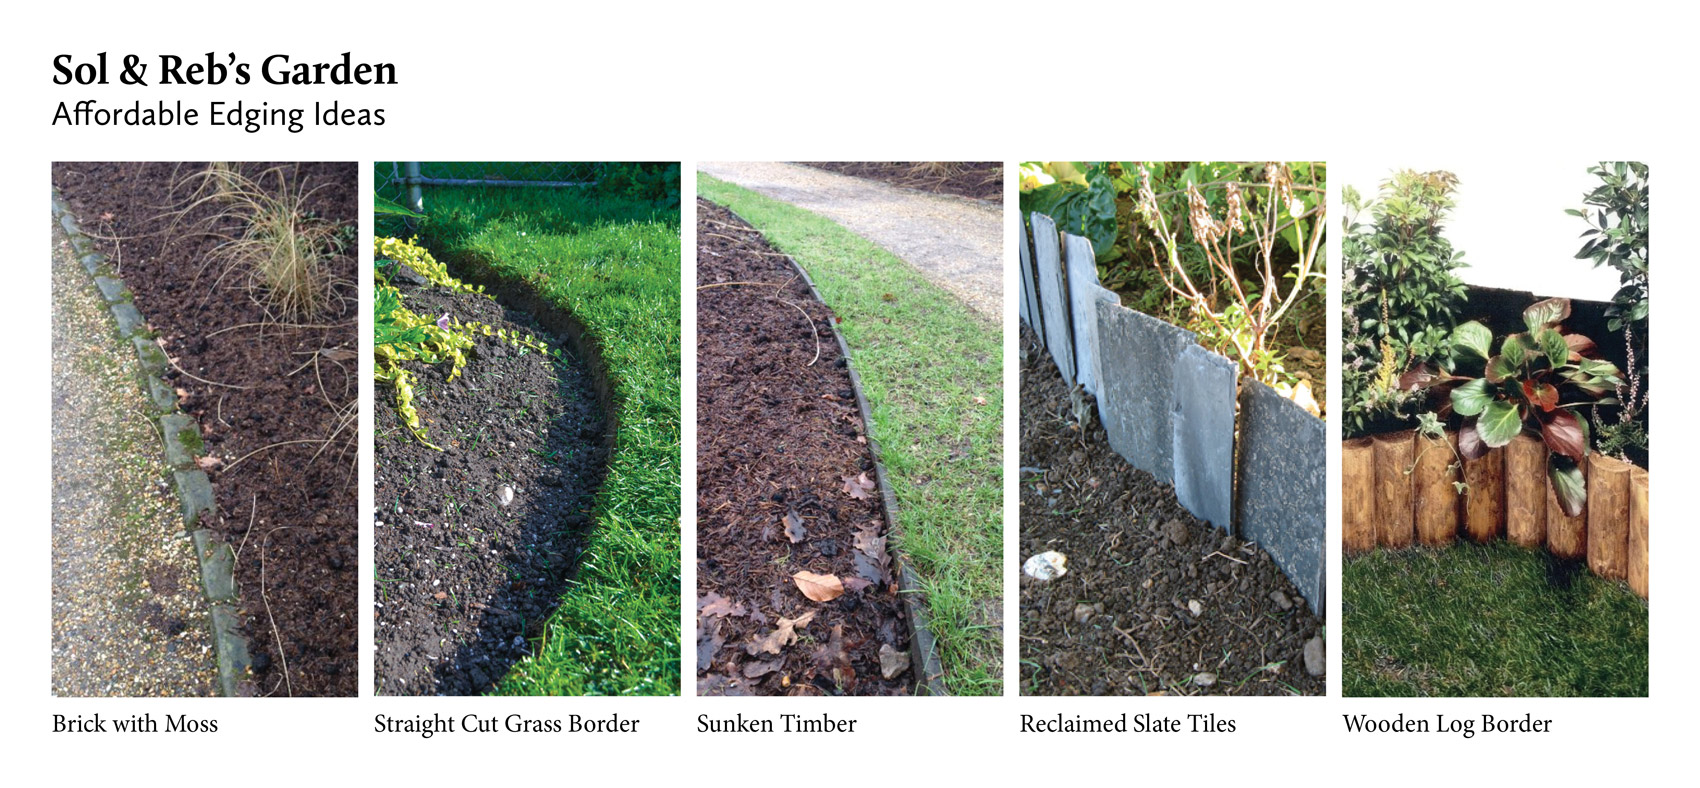 Sol & Reb’s Garden
Affordable Edging Ideas
Brick with Moss
Straight Cut Grass Border
Sunken Timber
Reclaimed Slate Tiles
Wooden Log Border